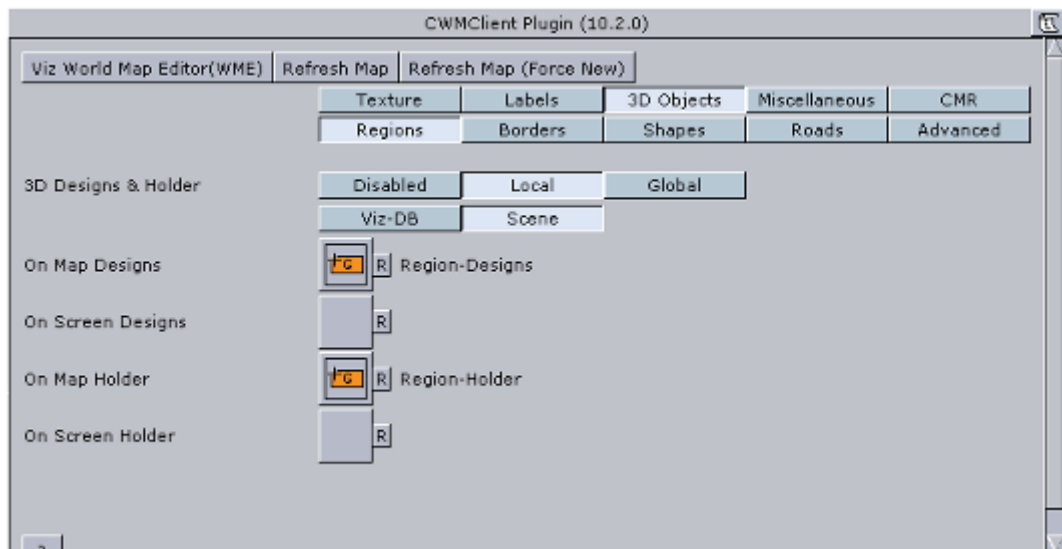 CWMClient Plugin (10.2.0)
Viz World Map Editor(WME) Refresh Map Refresh Map (Force New)
Texture Labels 3D Objects Miscellaneous CMR
Regions Borders Shapes Roads Advanced
3D Designs & Holder Disabled Local Global
Viz-DB Scene
On Map Designs G R Region-Designs
On Screen Designs R
On Map Holder G R Region-Holder
On Screen Holder R